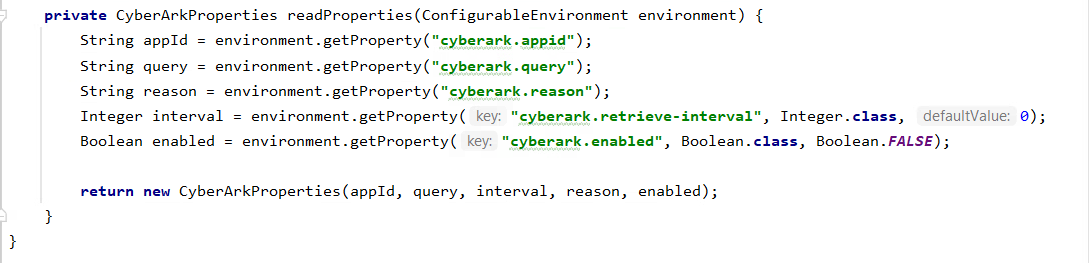 private CyberArkProperties readProperties(ConfigurableEnvironment environment) {
String appId = environment.getProperty("cyberark.appid");
String query = environment.getProperty("cyberark.query");
String reason = environment.getProperty("cyberark.reason");
Integer interval = environment.getProperty( key: "cyberark.retrieve-interval", Integer.class, defaultValue: 0);
Boolean enabled = environment.getProperty( key: "cyberark.enabled", Boolean.class, Boolean.FALSE);
return new CyberArkProperties(appId, query, interval, reason, enabled);
}
}